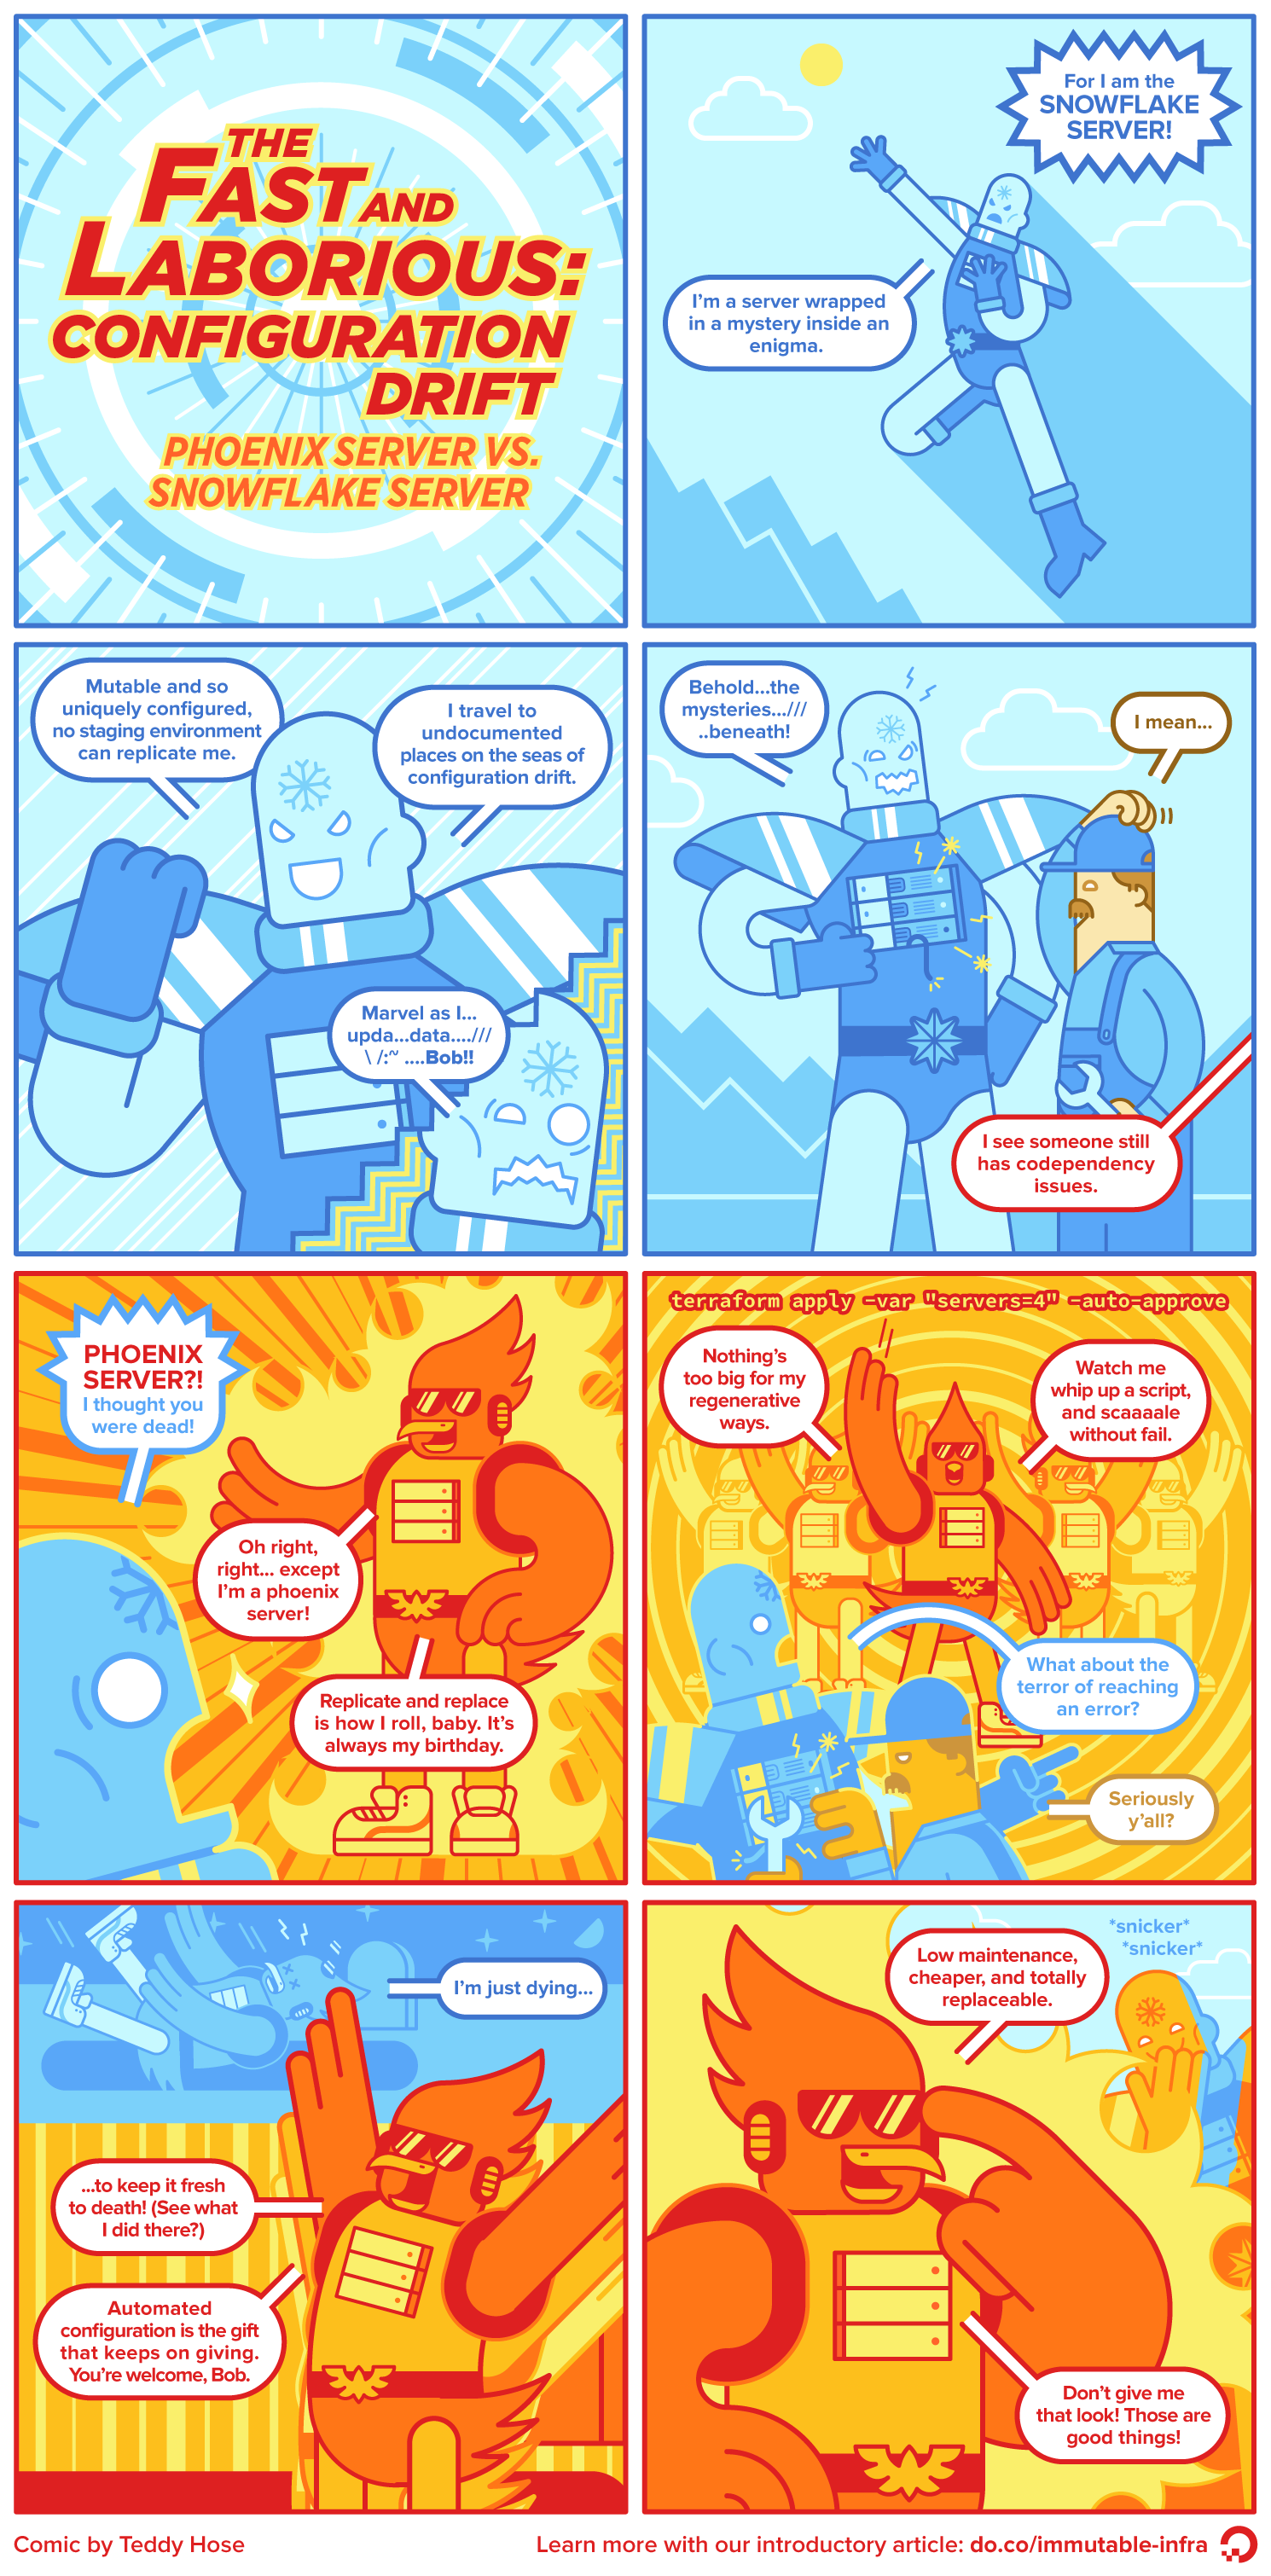 THE
FAST AND
LABORIOUS:
CONFIGURATION
DRIFT
PHOENIX SERVER VS.
SNOWFLAKE SERVER
For I am the
SNOWFLAKE
SERVER!
I'm a server wrapped
in a mystery inside an
enigma.
Mutable and so
uniquely configured,
no staging environment
can replicate me.
I travel to
undocumented
places on the seas of
configuration drift.
Marvel as I...
upda...data....///
\ /:~ ....Bob!!
Behold...the
mysteries...///
..beneath!
I mean...
I see someone still
has codependency
issues.
PHOENIX
SERVER?!
I thought you
were dead!
Oh right,
right... except
I'm a phoenix
server!
Replicate and replace
is how I roll, baby. It's
always my birthday.
terraform apply -var "servers=4" -auto-approve
Nothing's
too big for my
regenerative
ways.
Watch me
whip up a script,
and scaaaale
without fail.
What about the
terror of reaching
an error?
Seriously
y'all?
I'm just dying...
...to keep it fresh
to death! (See what
I did there?)
Automated
configuration is the gift
that keeps on giving.
You're welcome, Bob.
Low maintenance,
cheaper, and totally
replaceable.
*snicker*
*snicker*
Don't give me
that look! Those are
good things!
Comic by Teddy Hose
Learn more with our introductory article: do.co/immutable-infra